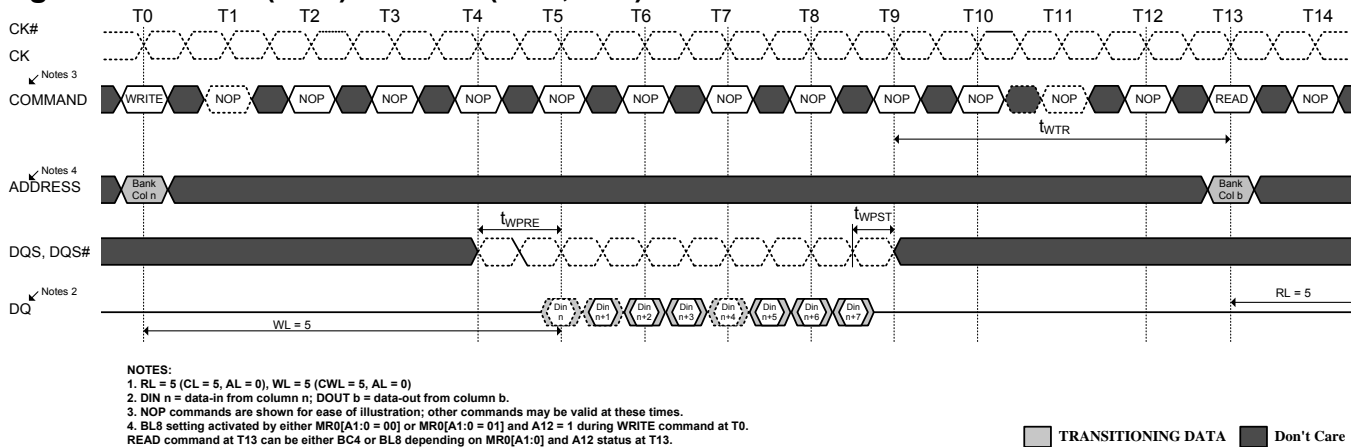 T0 T1 T2 T3 T4 T5 T6 T7 T8 T9 T10 T11 T12 T13 T14
CK#
CK
Notes 3
COMMAND WRITE NOP NOP NOP NOP NOP NOP NOP NOP NOP NOP NOP NOP READ NOP
tWTR
Notes 4
ADDRESS
Bank
Col n
Bank
Col b
tWPRE
tWPST
DQS, DQS#
Notes 2
DQ
Din
n
Din
n+1
Din
n+2
Din
n+3
Din
n+4
Din
n+5
Din
n+6
Din
n+7
RL = 5
WL = 5
NOTES:
1. RL = 5 (CL = 5, AL = 0), WL = 5 (CWL = 5, AL = 0)
2. DIN n = data-in from column n; DOUT b = data-out from column b.
3. NOP commands are shown for ease of illustration; other commands may be valid at these times.
4. BL8 setting activated by either MR0[A1:0 = 00] or MR0[A1:0 = 01] and A12 = 1 during WRITE command at T0.
READ command at T13 can be either BC4 or BL8 depending on MR0[A1:0] and A12 status at T13.
TRANSITIONING DATA
Don't Care